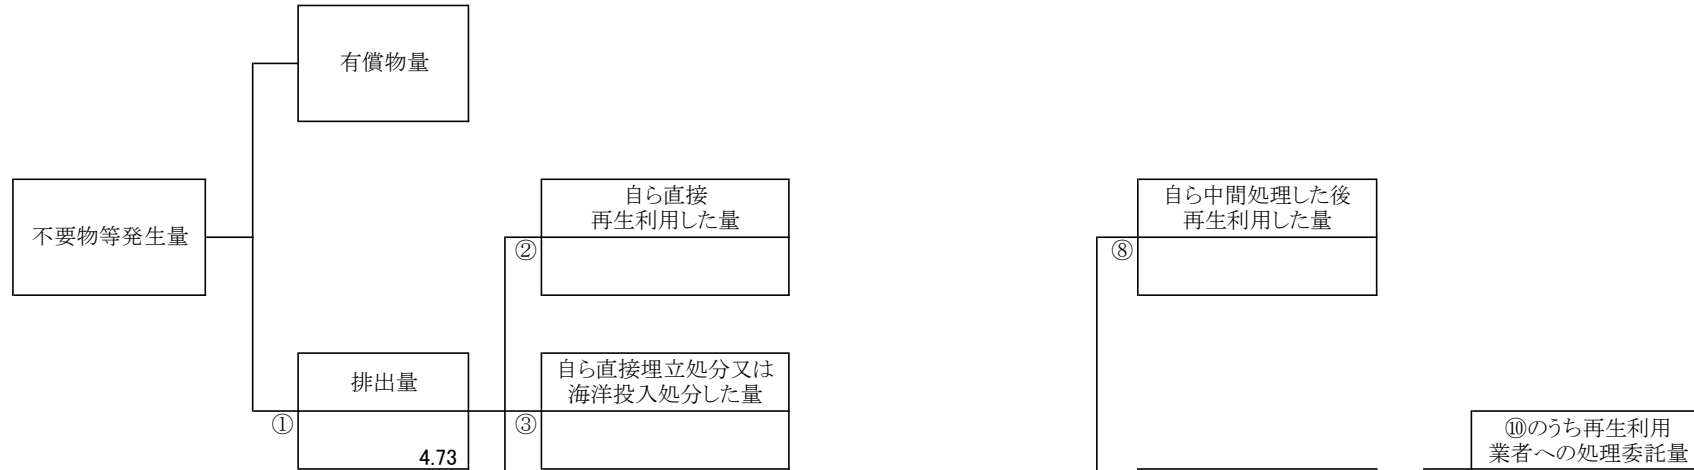 有償物量
不要物等発生量
自ら直接
再生利用した量
②
自ら中間処理した後
再生利用した量
⑧
排出量
①
4.73
自ら直接埋立処分又は
海洋投入処分した量
③
⑩のうち再生利用
業者への処理委託量